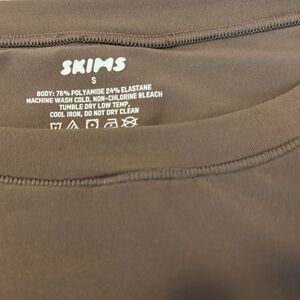 SKIMS
S
BODY: 76% POLYAMIDE 24% ELASTANE
MACHINE WASH COLD, NON-CHLORINE BLEACH
TUMBLE DRY LOW TEMP,
COOL IRON, DO NOT DRY CLEAN